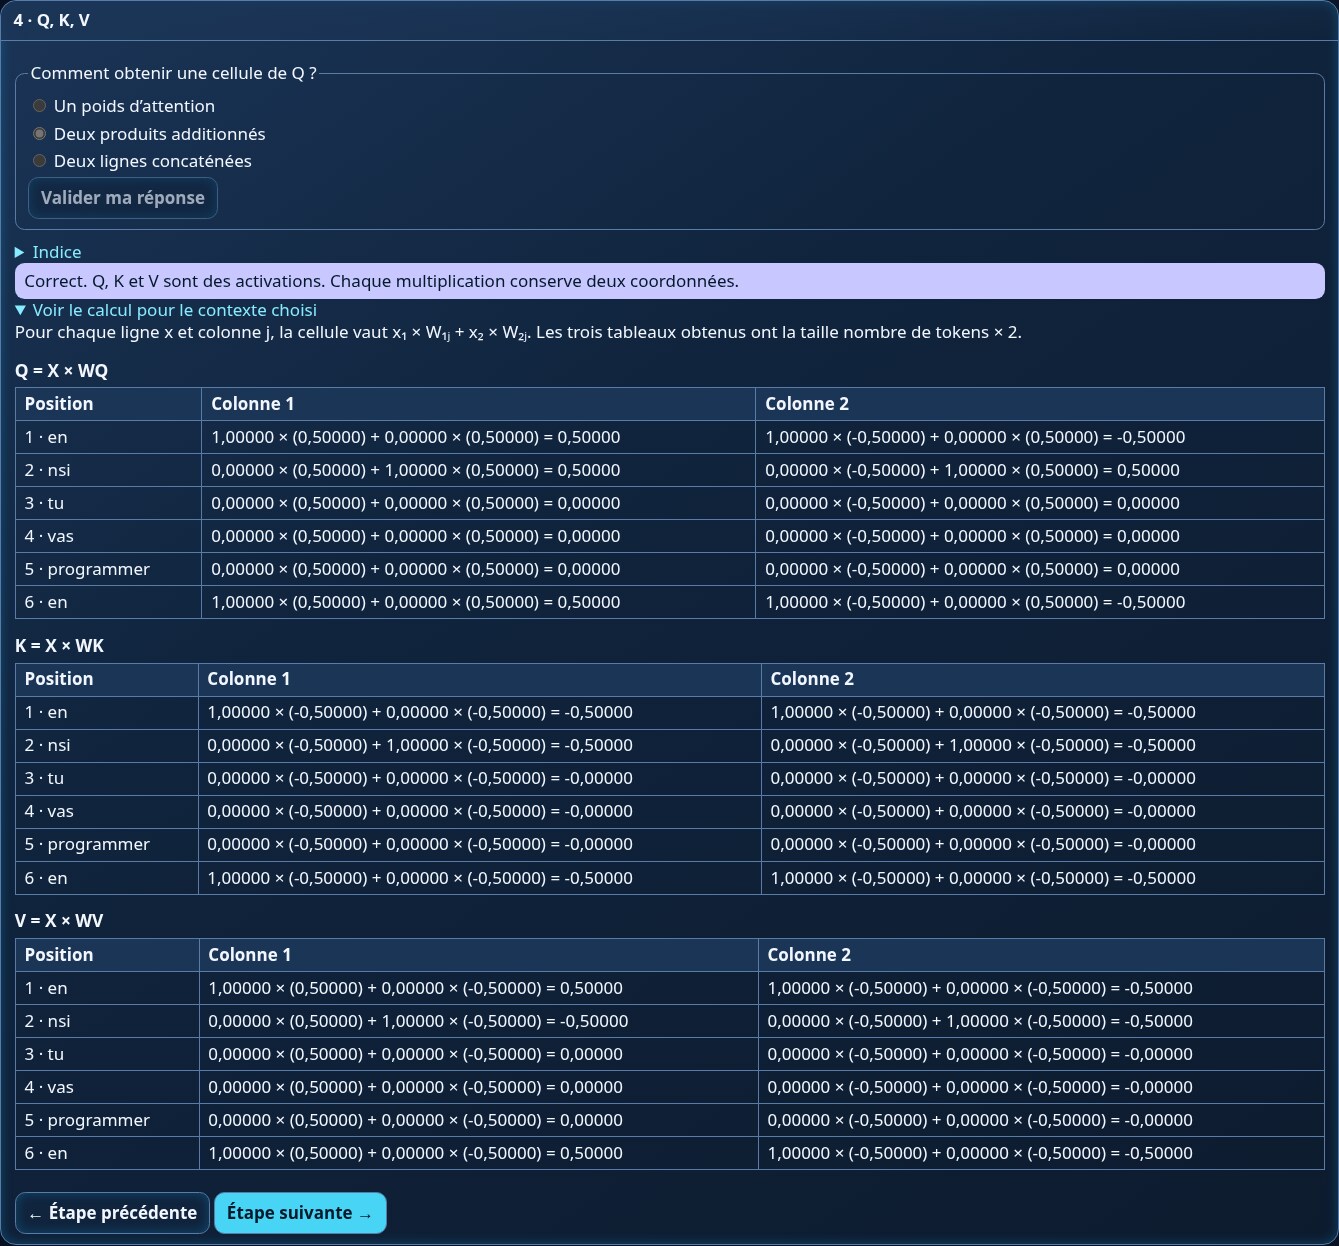 4 · Q, K, V
Comment obtenir une cellule de Q ?
Un poids d’attention
Deux produits additionnés
Deux lignes concaténées
Valider ma réponse
Indice
Correct. Q, K et V sont des activations. Chaque multiplication conserve deux coordonnées.
Voir le calcul pour le contexte choisi
Pour chaque ligne x et colonne j, la cellule vaut x₁ × W₁ⱼ + x₂ × W₂ⱼ. Les trois tableaux obtenus ont la taille nombre de tokens × 2.
Q = X × WQ
Position Colonne 1 Colonne 2
1 · en 1,00000 × (0,50000) + 0,00000 × (0,50000) = 0,50000 1,00000 × (-0,50000) + 0,00000 × (0,50000) = -0,50000
2 · nsi 0,00000 × (0,50000) + 1,00000 × (0,50000) = 0,50000 0,00000 × (-0,50000) + 1,00000 × (0,50000) = 0,50000
3 · tu 0,00000 × (0,50000) + 0,00000 × (0,50000) = 0,00000 0,00000 × (-0,50000) + 0,00000 × (0,50000) = 0,00000
4 · vas 0,00000 × (0,50000) + 0,00000 × (0,50000) = 0,00000 0,00000 × (-0,50000) + 0,00000 × (0,50000) = 0,00000
5 · programmer 0,00000 × (0,50000) + 0,00000 × (0,50000) = 0,00000 0,00000 × (-0,50000) + 0,00000 × (0,50000) = 0,00000
6 · en 1,00000 × (0,50000) + 0,00000 × (0,50000) = 0,50000 1,00000 × (-0,50000) + 0,00000 × (0,50000) = -0,50000
K = X × WK
Position Colonne 1 Colonne 2
1 · en 1,00000 × (-0,50000) + 0,00000 × (-0,50000) = -0,50000 1,00000 × (-0,50000) + 0,00000 × (-0,50000) = -0,50000
2 · nsi 0,00000 × (-0,50000) + 1,00000 × (-0,50000) = -0,50000 0,00000 × (-0,50000) + 1,00000 × (-0,50000) = -0,50000
3 · tu 0,00000 × (-0,50000) + 0,00000 × (-0,50000) = -0,00000 0,00000 × (-0,50000) + 0,00000 × (-0,50000) = -0,00000
4 · vas 0,00000 × (-0,50000) + 0,00000 × (-0,50000) = -0,00000 0,00000 × (-0,50000) + 0,00000 × (-0,50000) = -0,00000
5 · programmer 0,00000 × (-0,50000) + 0,00000 × (-0,50000) = -0,00000 0,00000 × (-0,50000) + 0,00000 × (-0,50000) = -0,00000
6 · en 1,00000 × (-0,50000) + 0,00000 × (-0,50000) = -0,50000 1,00000 × (-0,50000) + 0,00000 × (-0,50000) = -0,50000
V = X × WV
Position Colonne 1 Colonne 2
1 · en 1,00000 × (0,50000) + 0,00000 × (-0,50000) = 0,50000 1,00000 × (-0,50000) + 0,00000 × (-0,50000) = -0,50000
2 · nsi 0,00000 × (0,50000) + 1,00000 × (-0,50000) = -0,50000 0,00000 × (-0,50000) + 1,00000 × (-0,50000) = -0,50000
3 · tu 0,00000 × (0,50000) + 0,00000 × (-0,50000) = 0,00000 0,00000 × (-0,50000) + 0,00000 × (-0,50000) = -0,00000
4 · vas 0,00000 × (0,50000) + 0,00000 × (-0,50000) = 0,00000 0,00000 × (-0,50000) + 0,00000 × (-0,50000) = -0,00000
5 · programmer 0,00000 × (0,50000) + 0,00000 × (-0,50000) = 0,00000 0,00000 × (-0,50000) + 0,00000 × (-0,50000) = -0,00000
6 · en 1,00000 × (0,50000) + 0,00000 × (-0,50000) = 0,50000 1,00000 × (-0,50000) + 0,00000 × (-0,50000) = -0,50000
← Étape précédente Étape suivante →